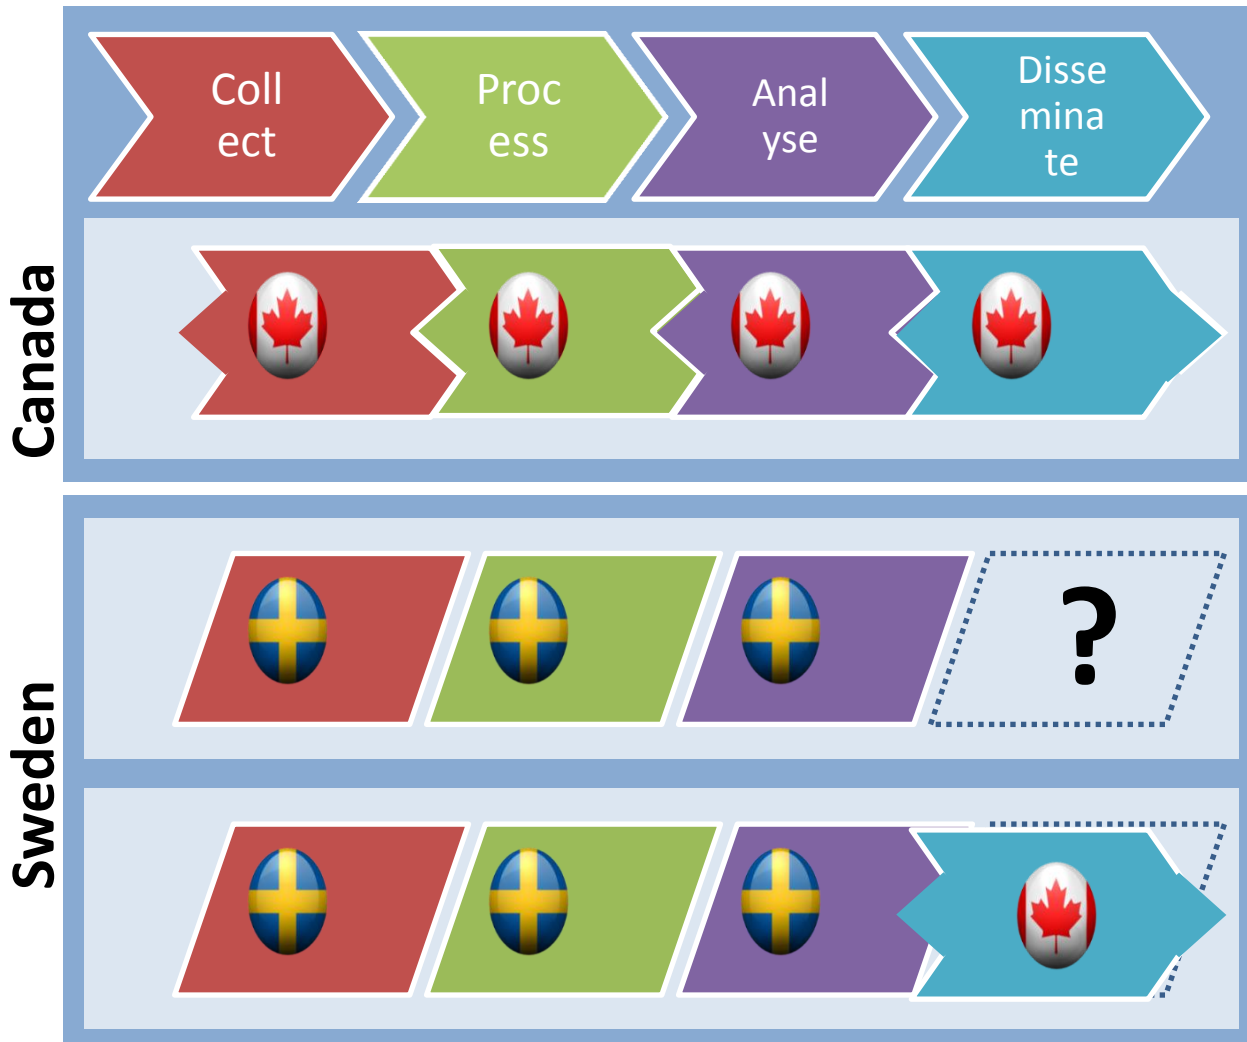 Coll
ect
Proc
ess
Anal
yse
Disse
mina
te
Canada
Sweden
?